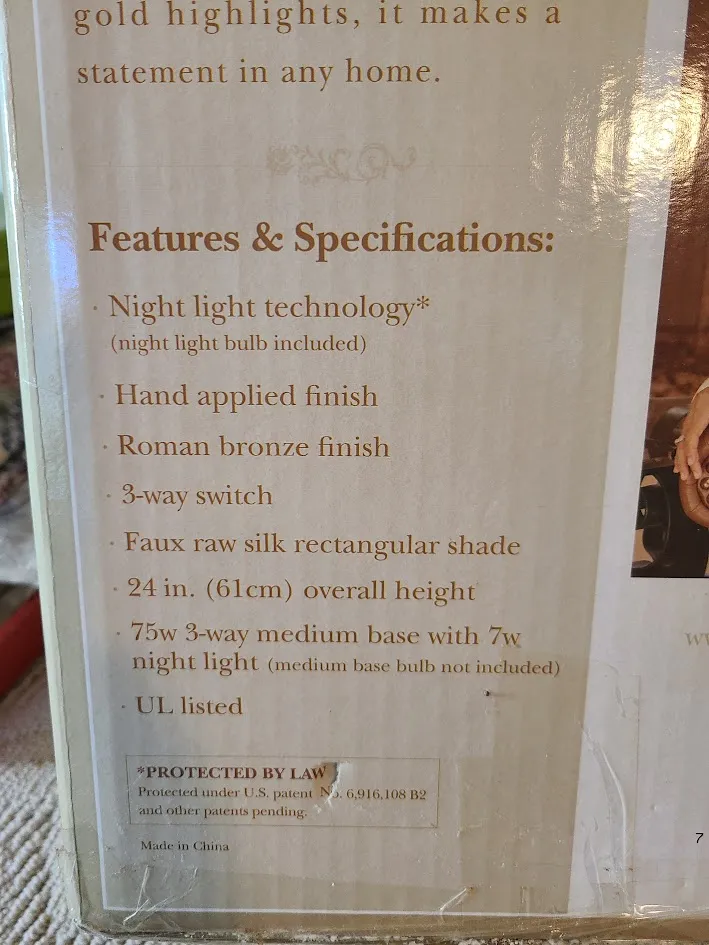 gold highlights, it makes a
statement in any home.
Features & Specifications:
· Night light technology*
(night light bulb included)
· Hand applied finish
· Roman bronze finish
· 3-way switch
· Faux raw silk rectangular shade
· 24 in. (61cm) overall height
· 75w 3-way medium base with 7w
night light (medium base bulb not included)
· UL listed
*PROTECTED BY LAW
Protected under U.S. patent No. 6,916,108 B2
and other patents pending.
Made in China
7